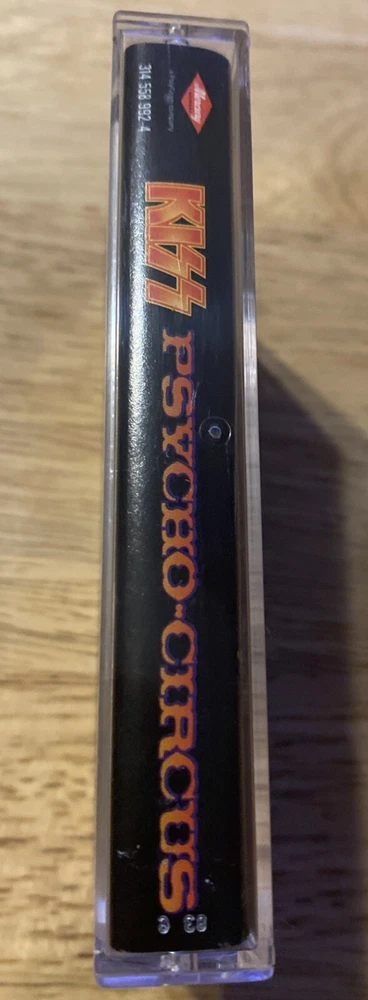 314 558 992-4
Mercury
KISS
PSYCHO-CIRCUS